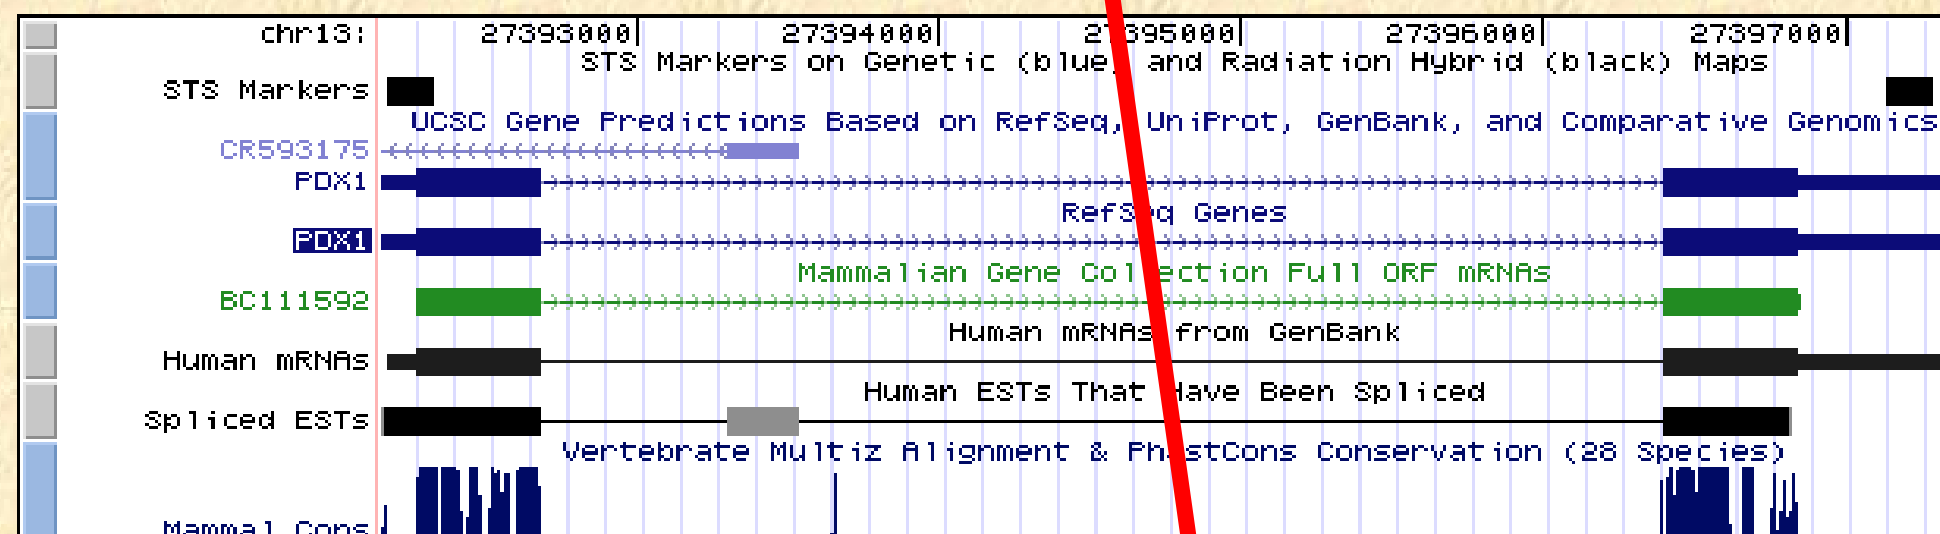 chr13: 27393000| 27394000| 27395000| 27396000| 27397000|
STS Markers on Genetic (blue) and Radiation Hybrid (black) Maps
STS Markers
UCSC Gene Predictions Based on RefSeq, UniProt, GenBank, and Comparative Genomics
CR593175
PDX1
RefSeq Genes
PDX1
Mammalian Gene Collection Full ORF mRNAs
BC111592
Human mRNAs from GenBank
Human mRNAs
Human ESTs That Have Been Spliced
Spliced ESTs
Vertebrate Multiz Alignment & PhastCons Conservation (28 Species)
Mammal Cons